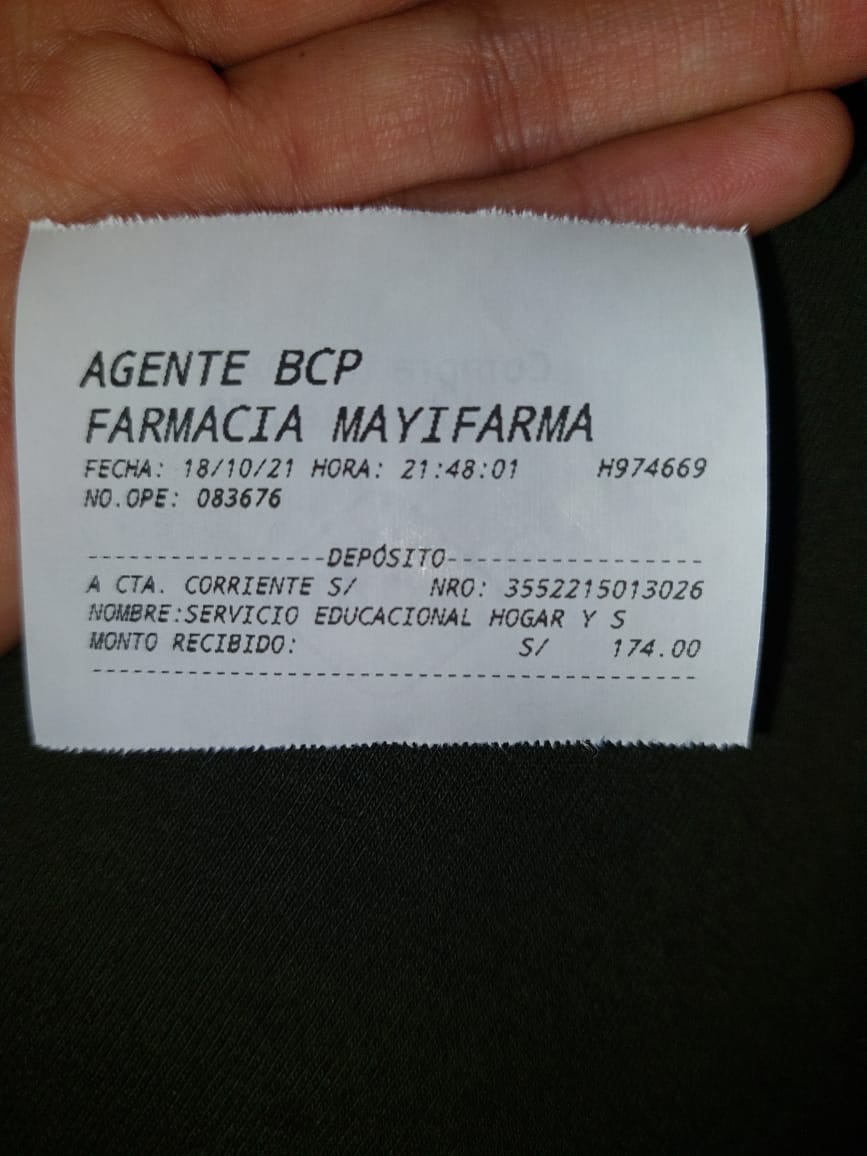 AGENTE BCP
FARMACIA MAYIFARMA
FECHA: 18/10/21 HORA: 21:48:01 H974669
NO.OPE: 083676
-----------------DEPÓSITO------------------
A CTA. CORRIENTE S/ NRO: 3552215013026
NOMBRE:SERVICIO EDUCACIONAL HOGAR Y S
MONTO RECIBIDO: S/ 174.00